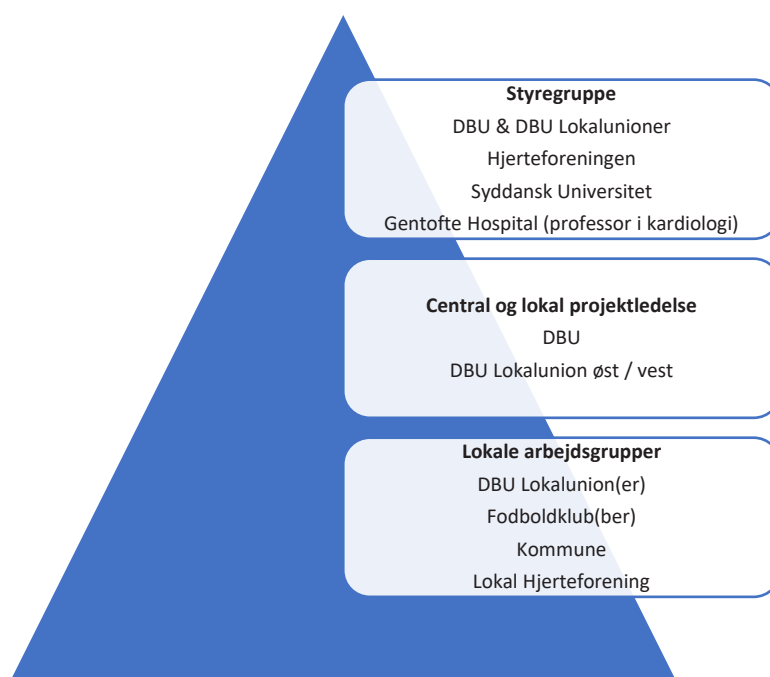 Styregruppe
DBU & DBU Lokalunioner
Hjerteforeningen
Syddansk Universitet
Gentofte Hospital (professor i kardiologi)
Central og lokal projektledelse
DBU
DBU Lokalunion øst / vest
Lokale arbejdsgrupper
DBU Lokalunion(er)
Fodboldklub(ber)
Kommune
Lokal Hjerteforening